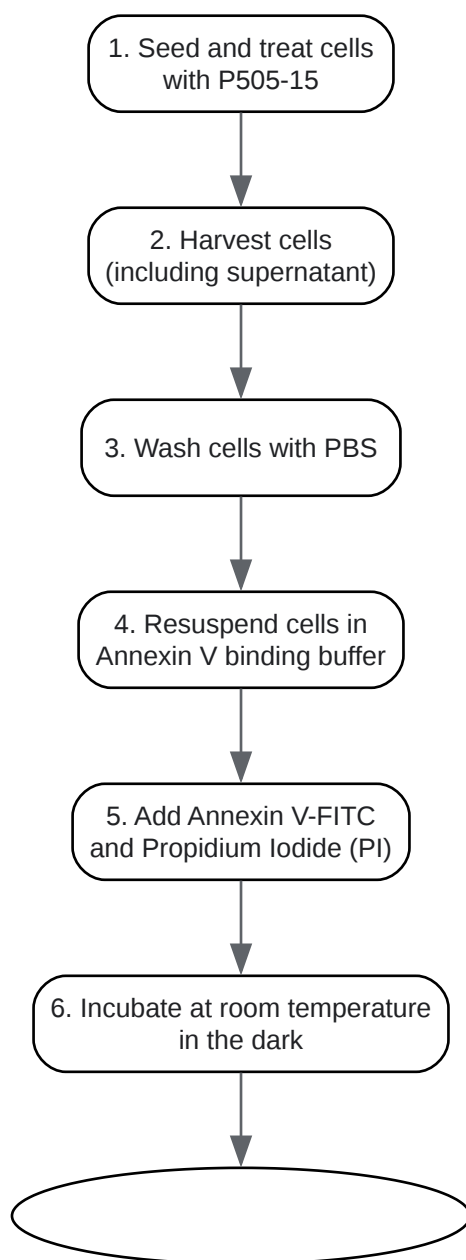 1. Seed and treat cells
with P505-15
2. Harvest cells
(including supernatant)
3. Wash cells with PBS
4. Resuspend cells in
Annexin V binding buffer
5. Add Annexin V-FITC
and Propidium Iodide (PI)
6. Incubate at room temperature
in the dark